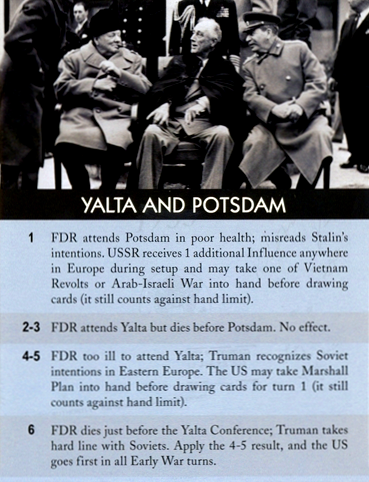 YALTA AND POTSDAM
1 FDR attends Potsdam in poor health; misreads Stalin's
intentions. USSR receives 1 additional Influence anywhere
in Europe during setup and may take one of Vietnam
Revolts or Arab-Israeli War into hand before drawing
cards (it still counts against hand limit).
2-3 FDR attends Yalta but dies before Potsdam. No effect.
4-5 FDR too ill to attend Yalta; Truman recognizes Soviet
intentions in Eastern Europe. The US may take Marshall
Plan into hand before drawing cards for turn 1 (it still
counts against hand limit).
6 FDR dies just before the Yalta Conference; Truman takes
hard line with Soviets. Apply the 4-5 result, and the US
goes first in all Early War turns.